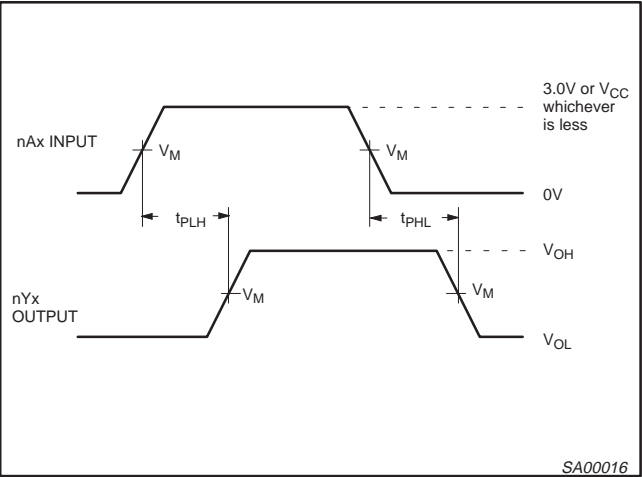 3.0V or VCC
whichever
is less
nAx INPUT
VM
VM
0V
tPLH
tPHL
VOH
nYx
OUTPUT
VM
VM
VOL
SA00016